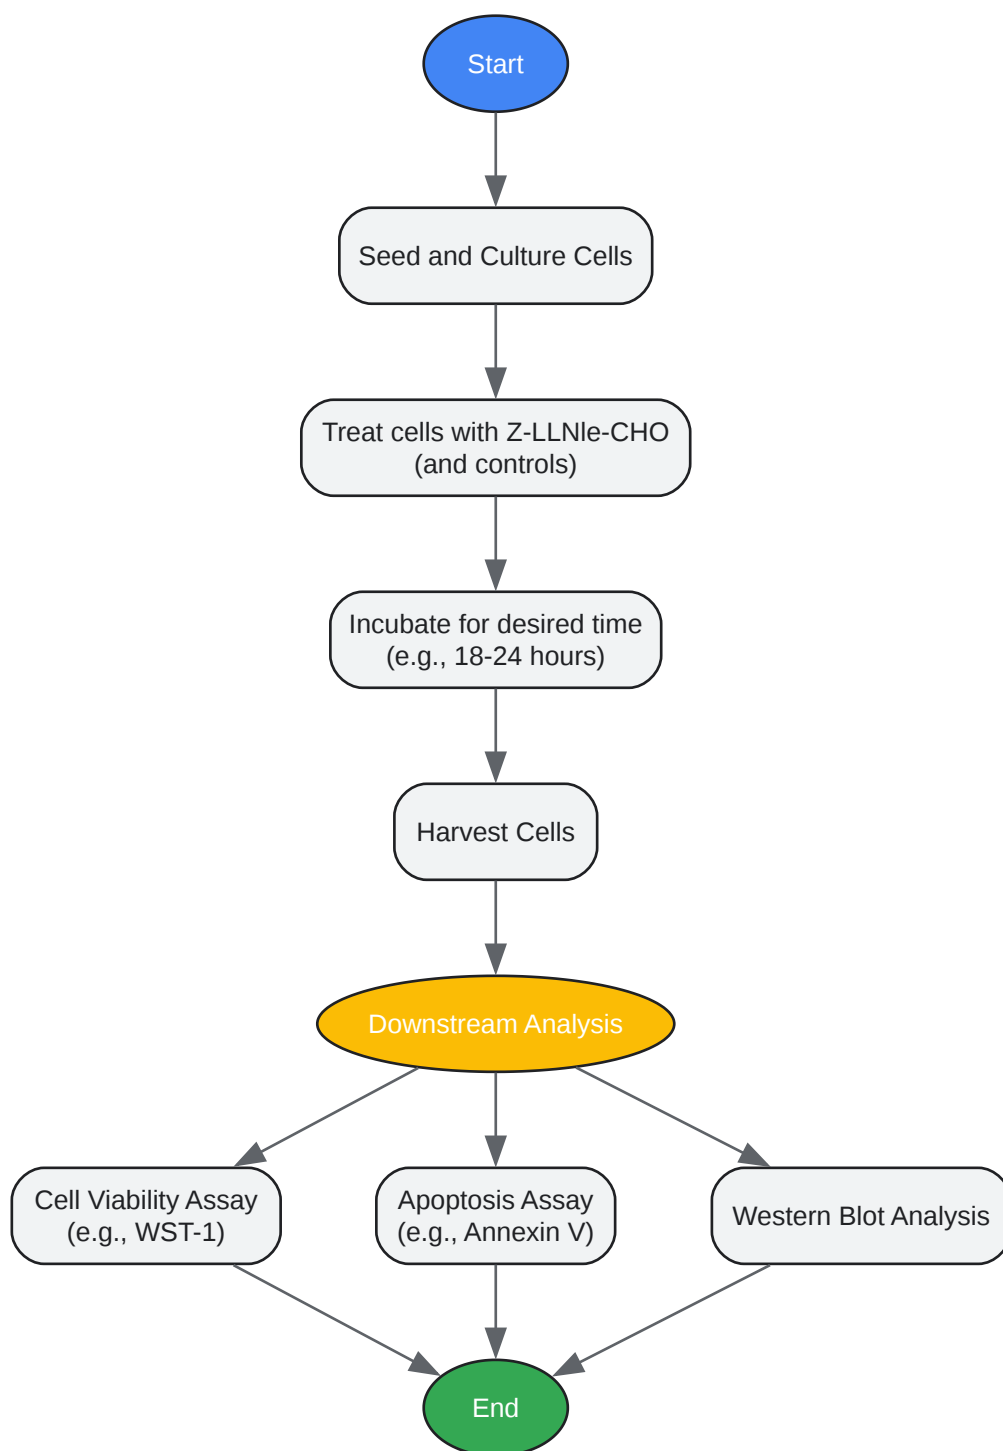 Start
Seed and Culture Cells
Treat cells with Z-LLNle-CHO
(and controls)
Incubate for desired time
(e.g., 18-24 hours)
Harvest Cells
Downstream Analysis
Cell Viability Assay
(e.g., WST-1)
Apoptosis Assay
(e.g., Annexin V)
Western Blot Analysis
End